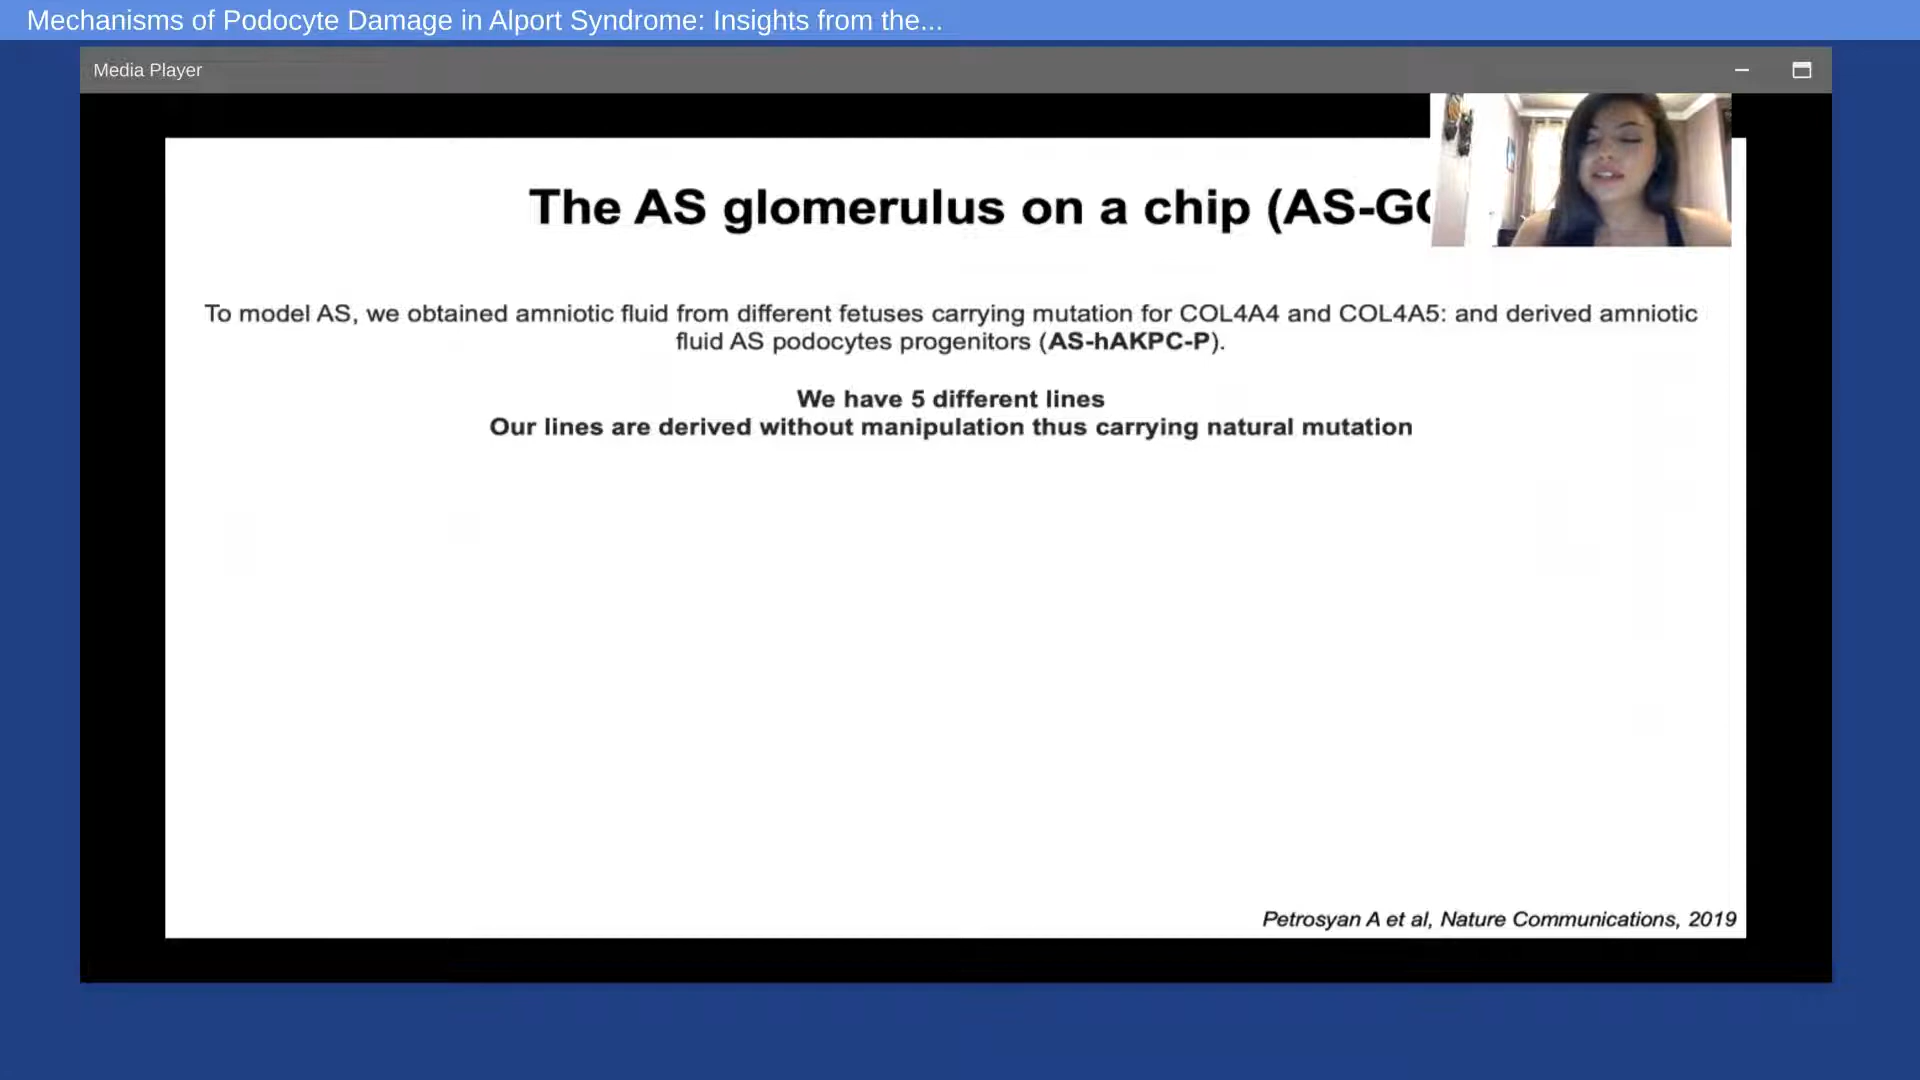 Mechanisms of Podocyte Damage in Alport Syndrome: Insights from the...
Media Player
The AS glomerulus on a chip (AS-G
To model AS, we obtained amniotic fluid from different fetuses carrying mutation for COL4A4 and COL4A5: and derived amniotic
fluid AS podocytes progenitors (AS-hAKPC-P).
We have 5 different lines
Our lines are derived without manipulation thus carrying natural mutation
Petrosyan A et al, Nature Communications, 2019